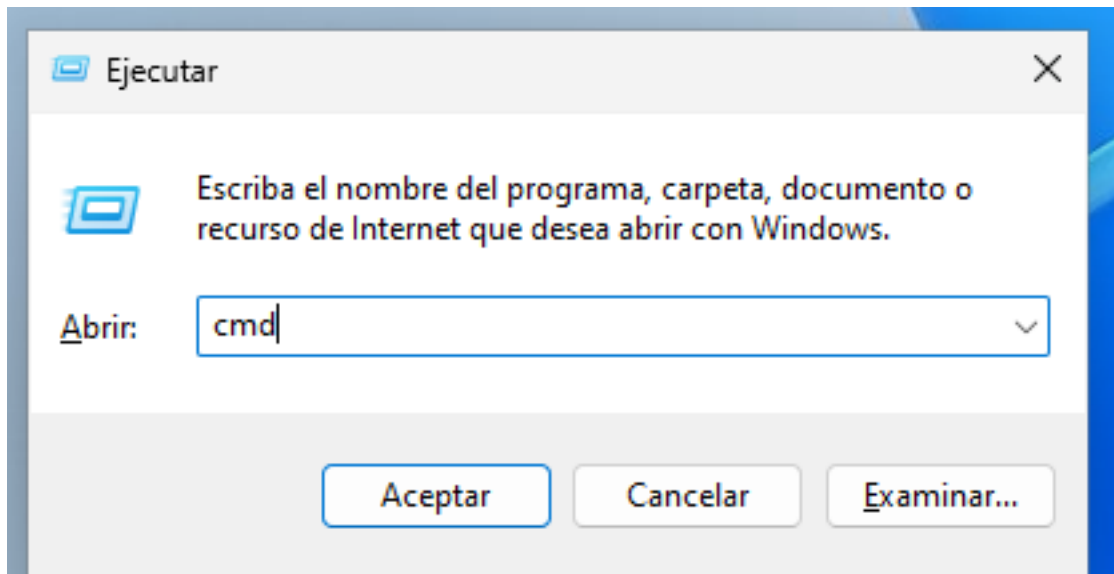 Ejecutar
Escriba el nombre del programa, carpeta, documento o
recurso de Internet que desea abrir con Windows.
Abrir: cmd
Aceptar Cancelar Examinar...